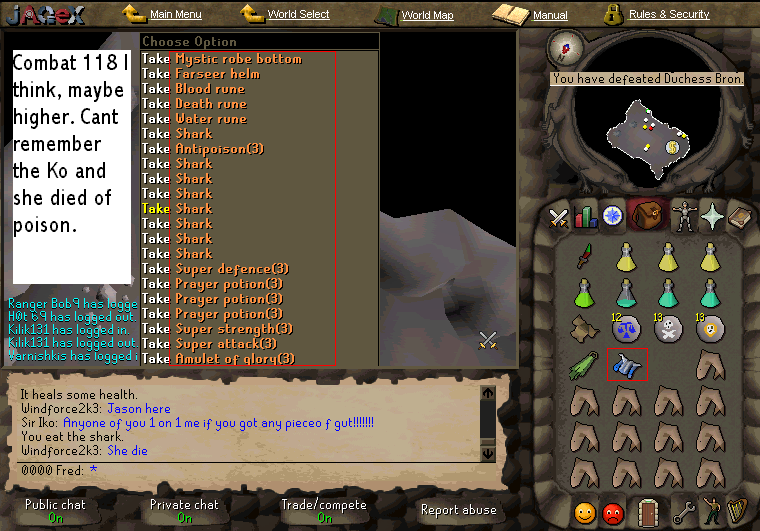 JAGeX
Main Menu
World Select
World Map
Manual
Rules & Security
Combat 118 I
think, maybe
higher. Cant
remember
the Ko and
she died of
poison.
Choose Option
Take Mystic robe bottom
Take Farseer helm
Take Blood rune
Take Death rune
Take Water rune
Take Shark
Take Antipoison(3)
Take Shark
Take Shark
Take Shark
Take Shark
Take Shark
Take Shark
Take Shark
Take Super defence(3)
Take Prayer potion(3)
Take Prayer potion(3)
Take Prayer potion(3)
Take Super strength(3)
Take Super attack(3)
Take Amulet of glory(3)
You have defeated Duchess Bron.
12
13
13
Ranger Bob9 has logge
H0t 69 has logged out.
Kilik131 has logged in.
Kilik131 has logged out.
Varnishkis has logged i
It heals some health.
Windforce2k3: Jason here
Sir Iko: Anyone of you 1 on 1 me if you got any pieceo f gut!!!!!!!
You eat the shark.
Windforce2k3: She die
0000 Fred: *
Public chat
On
Private chat
On
Trade/compete
On
Report abuse